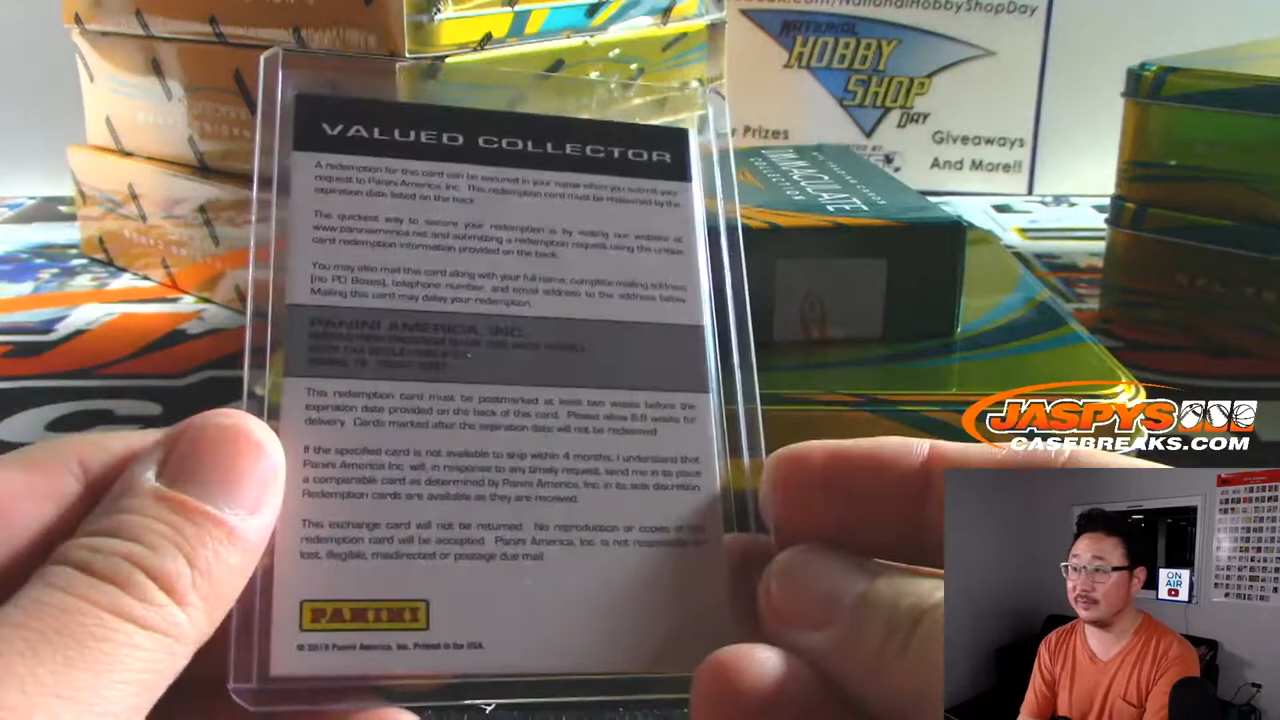 eak.com/NationalHobbyShopDay
NATIONAL
HOBBY
SHOP
DAY
r Prizes
Giveaways
And More!!
IMMACULATE
COLLECTION
VALUED COLLECTOR
A redemption for this card can be secured in your name when you submit your
request to Panini America, Inc. This redemption card must be redeemed by the
expiration date listed on the back.
The quickest way to secure your redemption is by visiting our website at
www.paniniamerica.net and submitting a redemption request using the unique
card redemption information provided on the back.
You may also mail this card along with your full name, complete mailing address
(no PO Boxes), telephone number, and email address to the address below
Mailing this card may delay your redemption.
PANINI AMERICA, INC.
This redemption card must be postmarked at least two weeks before the
expiration date provided on the back of this card. Please allow 6-8 weeks for
delivery. Cards marked after the expiration date will not be redeemed
If the specified card is not available to ship within 4 months, I understand that
Panini America Inc. will, in response to any timely request, send me in its place
a comparable card as determined by Panini America, Inc. in its sole discretion.
Redemption cards are available as they are received.
This exchange card will not be returned. No reproduction or copies of
redemption card will be accepted. Panini America, Inc. is not
lost, illegible, misdirected or postage due mail
PANINI
Panini America, Inc. Printed in the USA.
JASPYS
CASEBREAKS.COM
ON
AIR